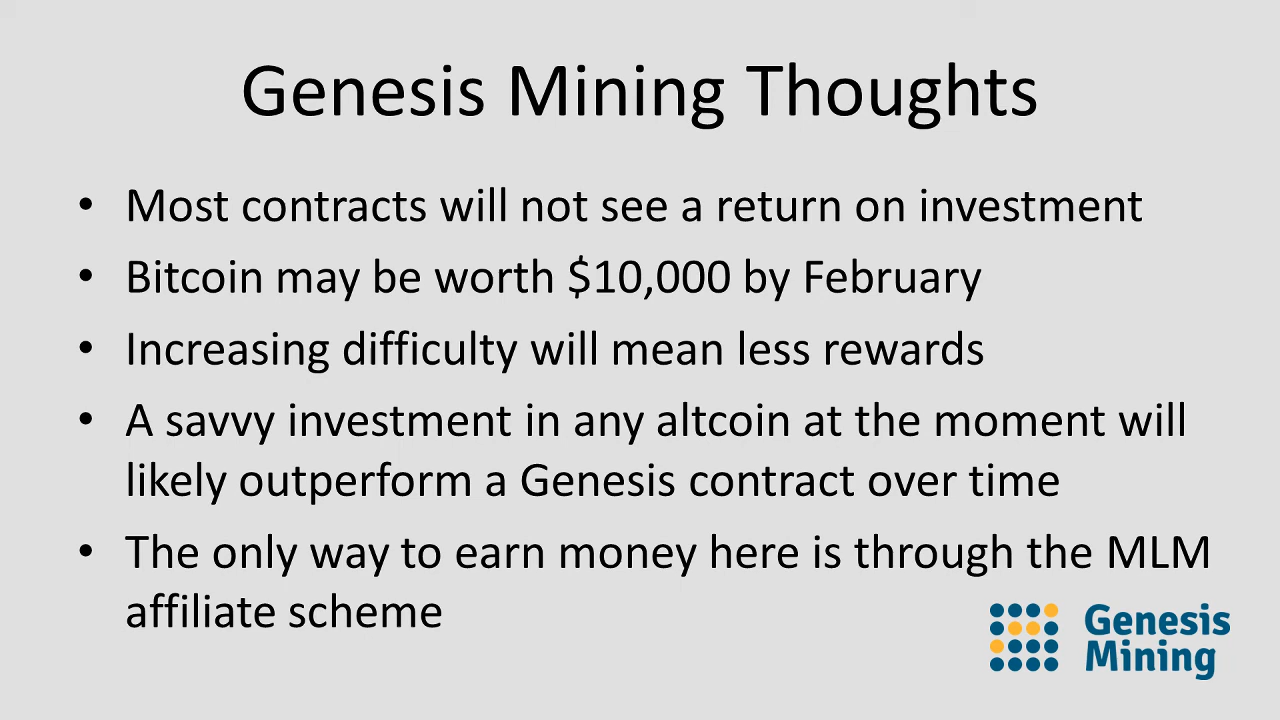 Genesis Mining Thoughts
• Most contracts will not see a return on investment
• Bitcoin may be worth $10,000 by February
• Increasing difficulty will mean less rewards
• A savvy investment in any altcoin at the moment will
likely outperform a Genesis contract over time
• The only way to earn money here is through the MLM
affiliate scheme
Genesis
Mining